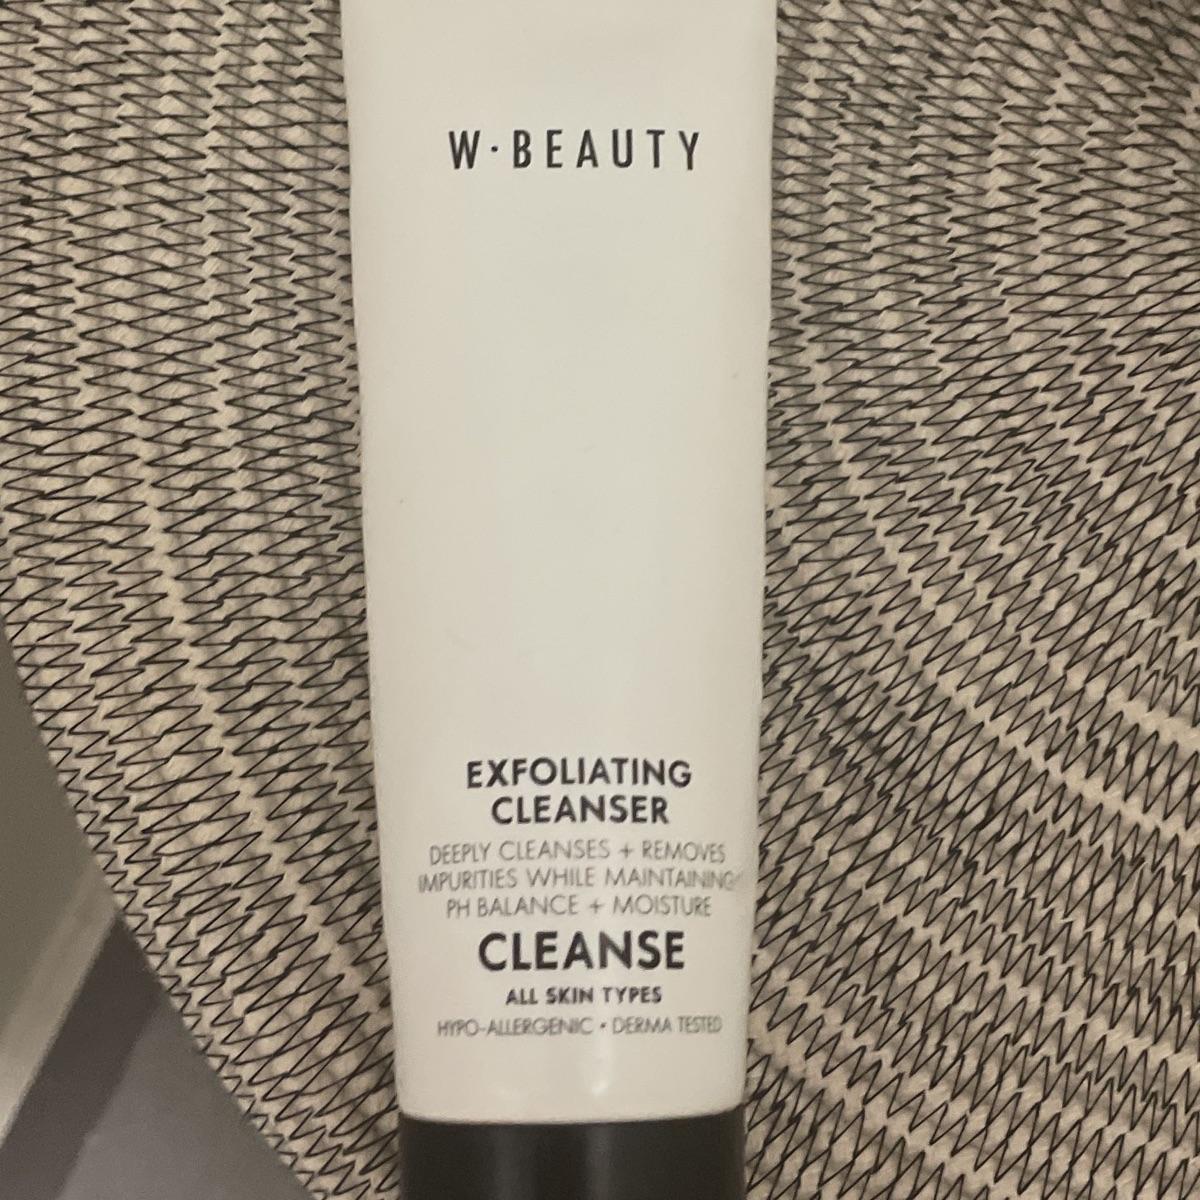 W·BEAUTY
EXFOLIATING
CLEANSER
DEEPLY CLEANSES + REMOVES
IMPURITIES WHILE MAINTAINING
PH BALANCE + MOISTURE
CLEANSE
ALL SKIN TYPES
HYPO-ALLERGENIC • DERMA TESTED